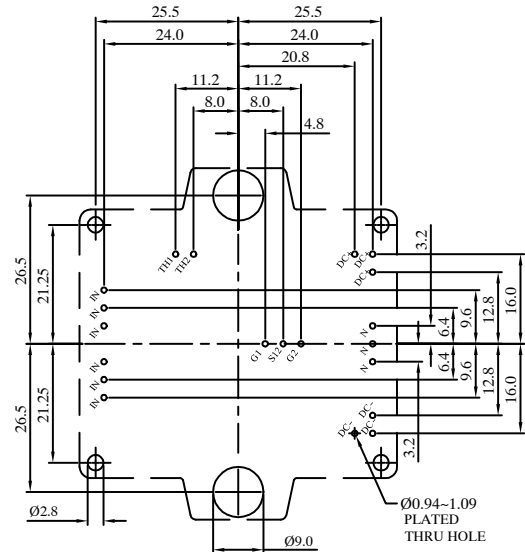 25.5 25.5
24.0 24.0
20.8
11.2 11.2
8.0 8.0
4.8
26.5
21.25
TH1
TH2
DC+
DC+
DC+
3.2
6.4
9.6
12.8
16.0
IN
IN
IN
G1
S12
G2
N
N
N
IN
IN
IN
26.5
21.25
6.4
9.6
12.8
16.0
3.2
DC-
DC-
DC-
Ø2.8
Ø9.0
Ø0.94~1.09
PLATED
THRU HOLE